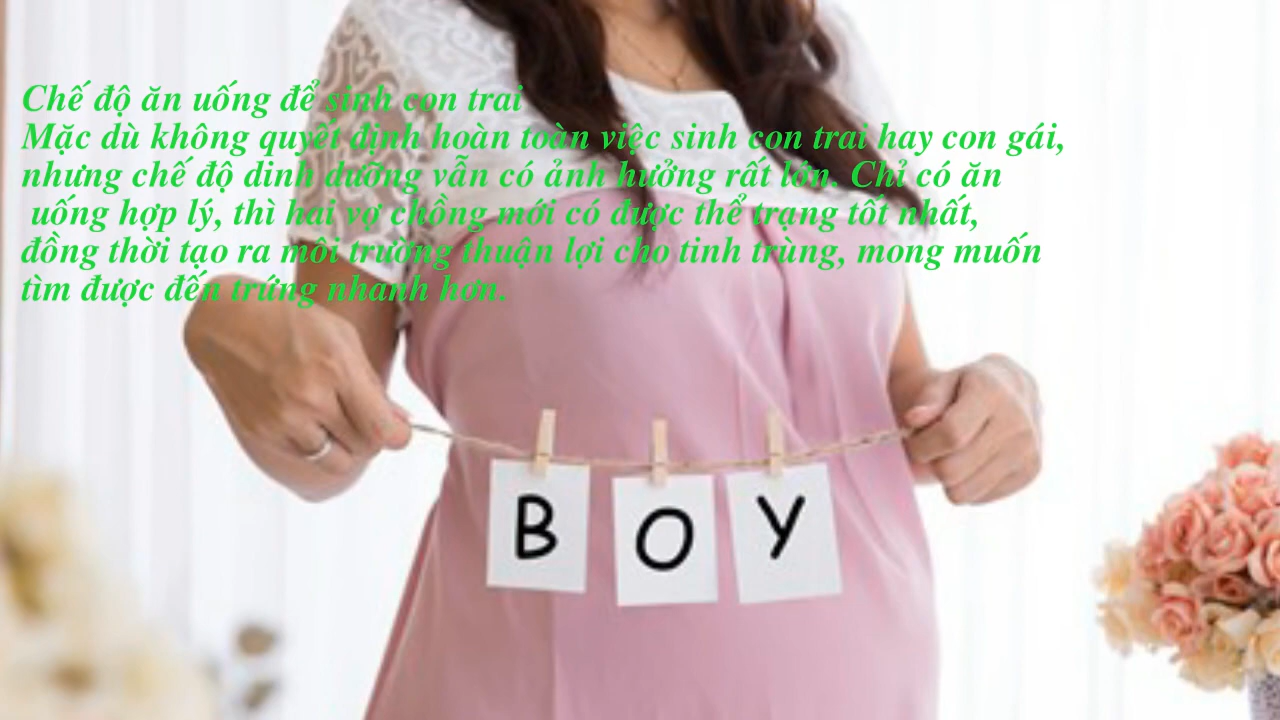 Chế độ ăn uống để sinh con trai
Mặc dù không quyết định hoàn toàn việc sinh con trai hay con gái,
nhưng chế độ dinh dưỡng vẫn có ảnh hưởng rất lớn. Chỉ có ăn
uống hợp lý, thì hai vợ chồng mới có được thể trạng tốt nhất,
đồng thời tạo ra môi trường thuận lợi cho tinh trùng, mong muốn
tìm được đến trứng nhanh hơn.
BOY